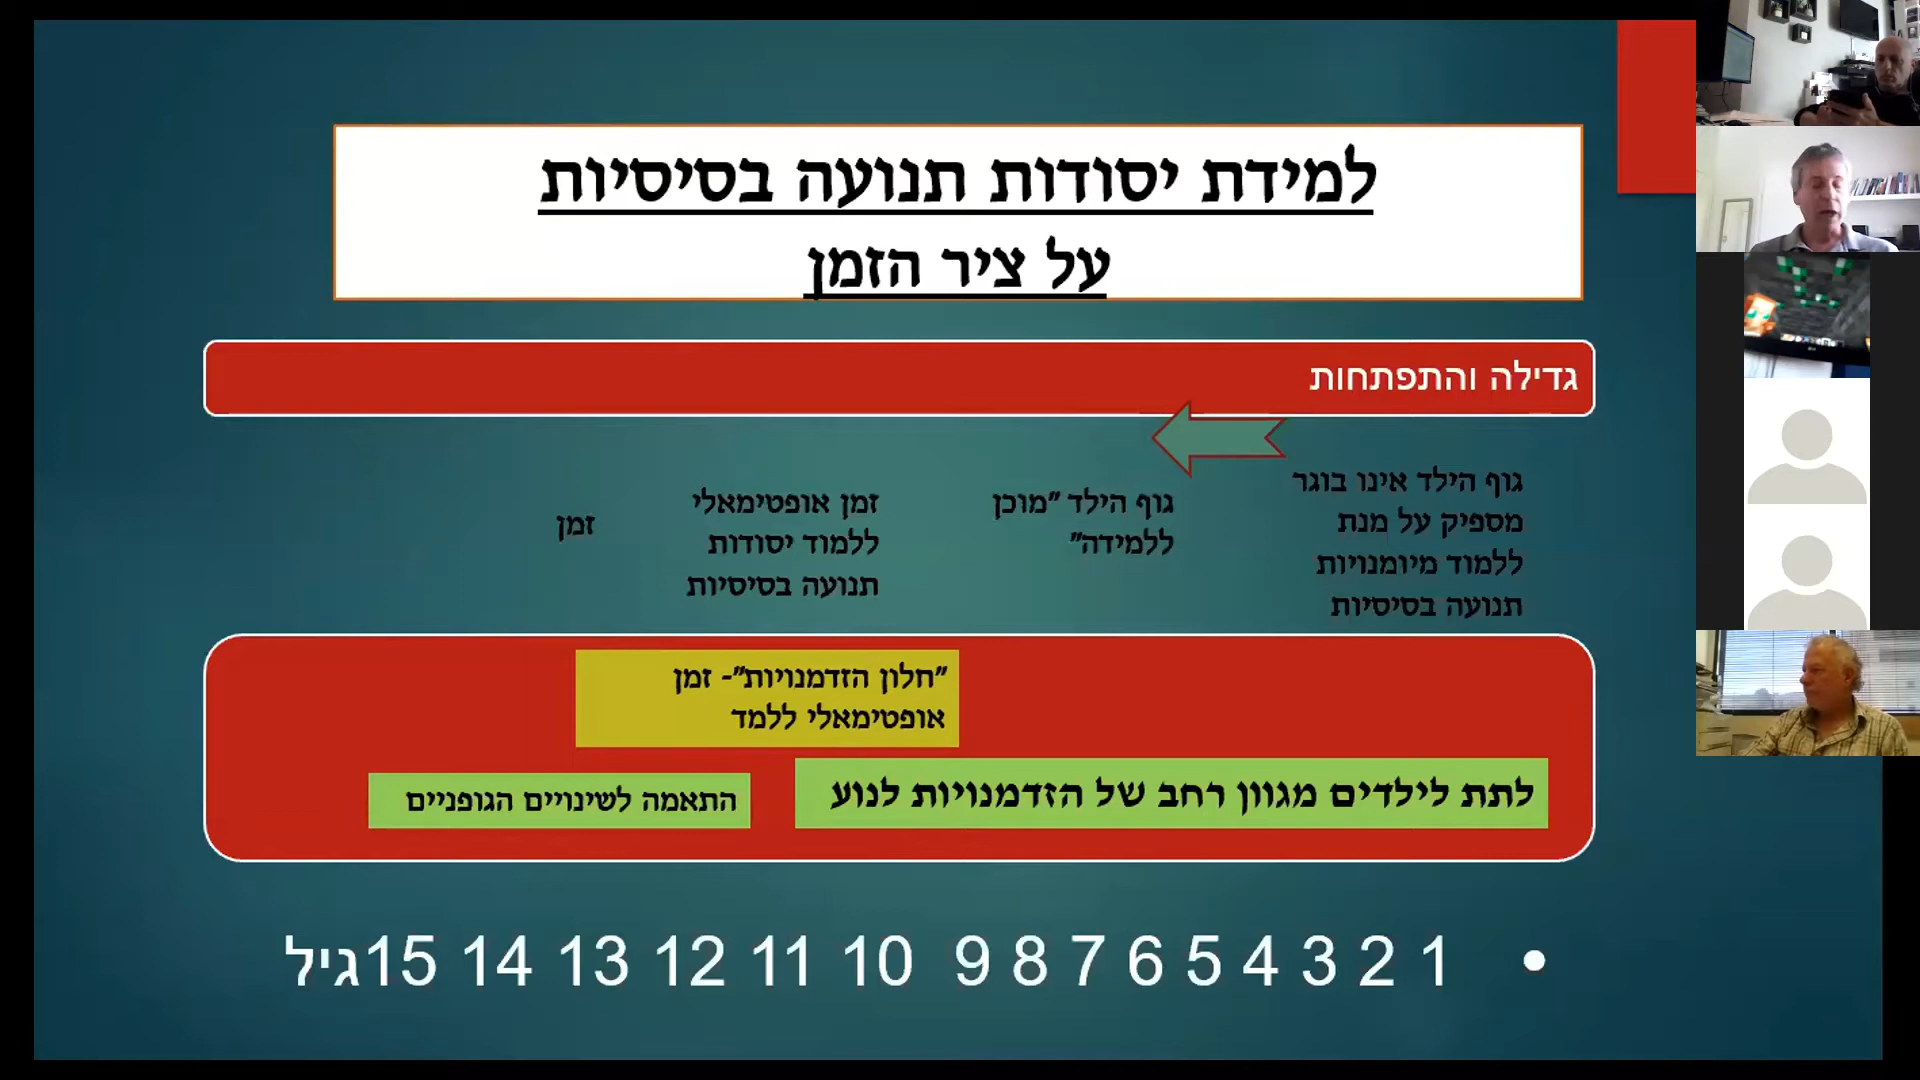 למידת יסודות תנועה בסיסיות
על ציר הזמן
גדילה והתפתחות
גוף הילד אינו בוגר
מספיק על מנת
ללמוד מיומנויות
תנועה בסיסיות
גוף הילד "מוכן
ללמידה"
זמן אופטימאלי
ללמוד יסודות
תנועה בסיסיות
זמן
"חלון הזדמנויות"- זמן
אופטימאלי ללמד
לתת לילדים מגוון רחב של הזדמנויות לנוע
התאמה לשינויים הגופניים
• 1 2 3 4 5 6 7 8 9 10 11 12 13 14 15גיל